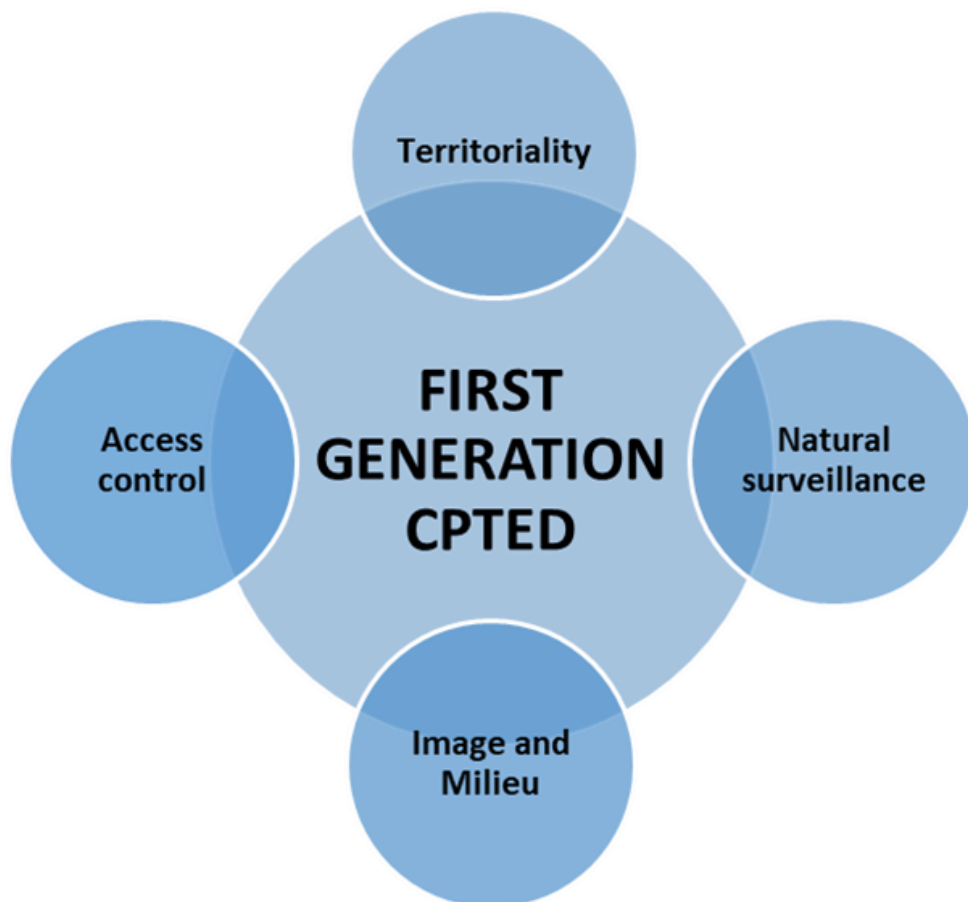 Territoriality
FIRST
GENERATION
CPTED
Access
control
Natural
surveillance
Image and
Milieu